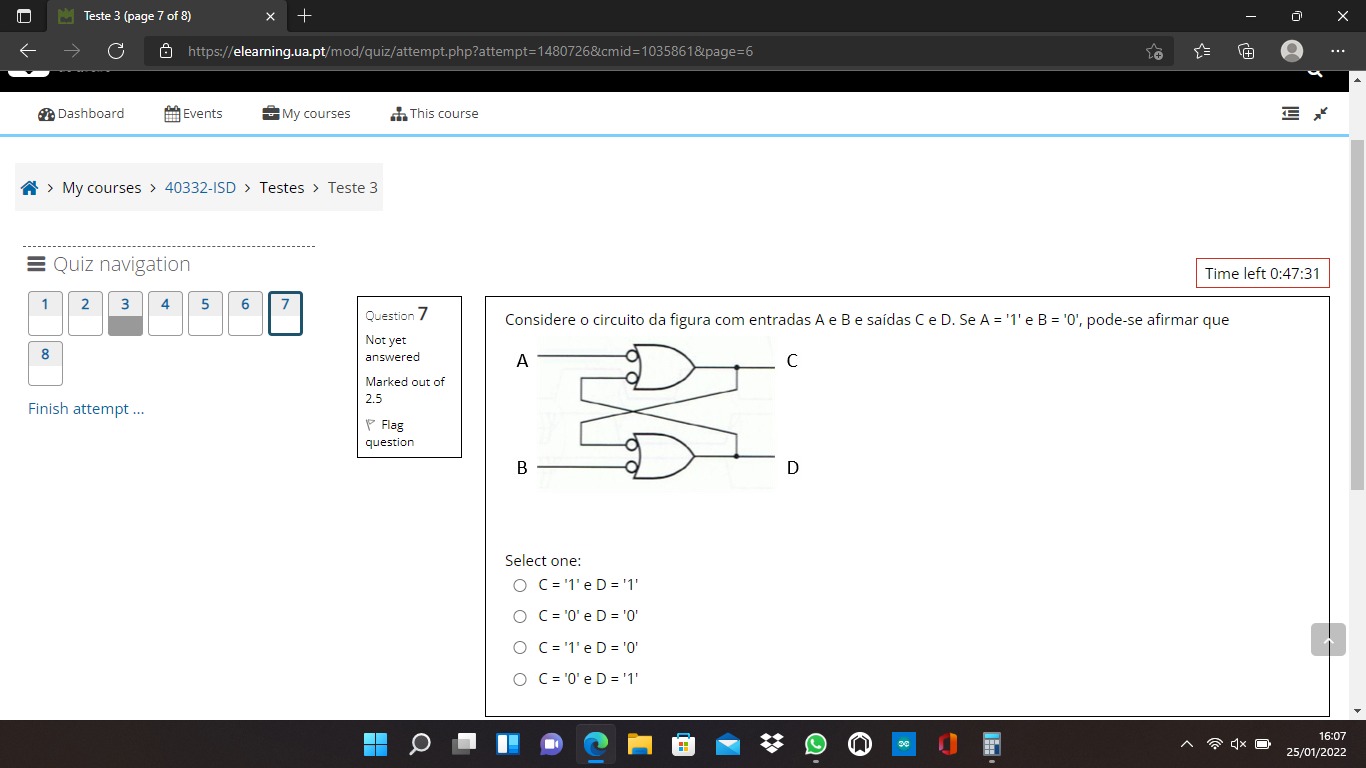 Teste 3 (page 7 of 8)
https://elearning.ua.pt/mod/quiz/attempt.php?attempt=1480726&cmid=1035861&page=6
Dashboard
Events
My courses
This course
My courses > 40332-ISD > Testes > Teste 3
Quiz navigation
1 2 3 4 5 6 7
8
Finish attempt ...
Time left 0:47:31
Question 7
Not yet
answered
Marked out of
2.5
Flag
question
Considere o circuito da figura com entradas A e B e saídas C e D. Se A = '1' e B = '0', pode-se afirmar que
A
C
B
D
Select one:
C = '1' e D = '1'
C = '0' e D = '0'
C = '1' e D = '0'
C = '0' e D = '1'
16:07
25/01/2022